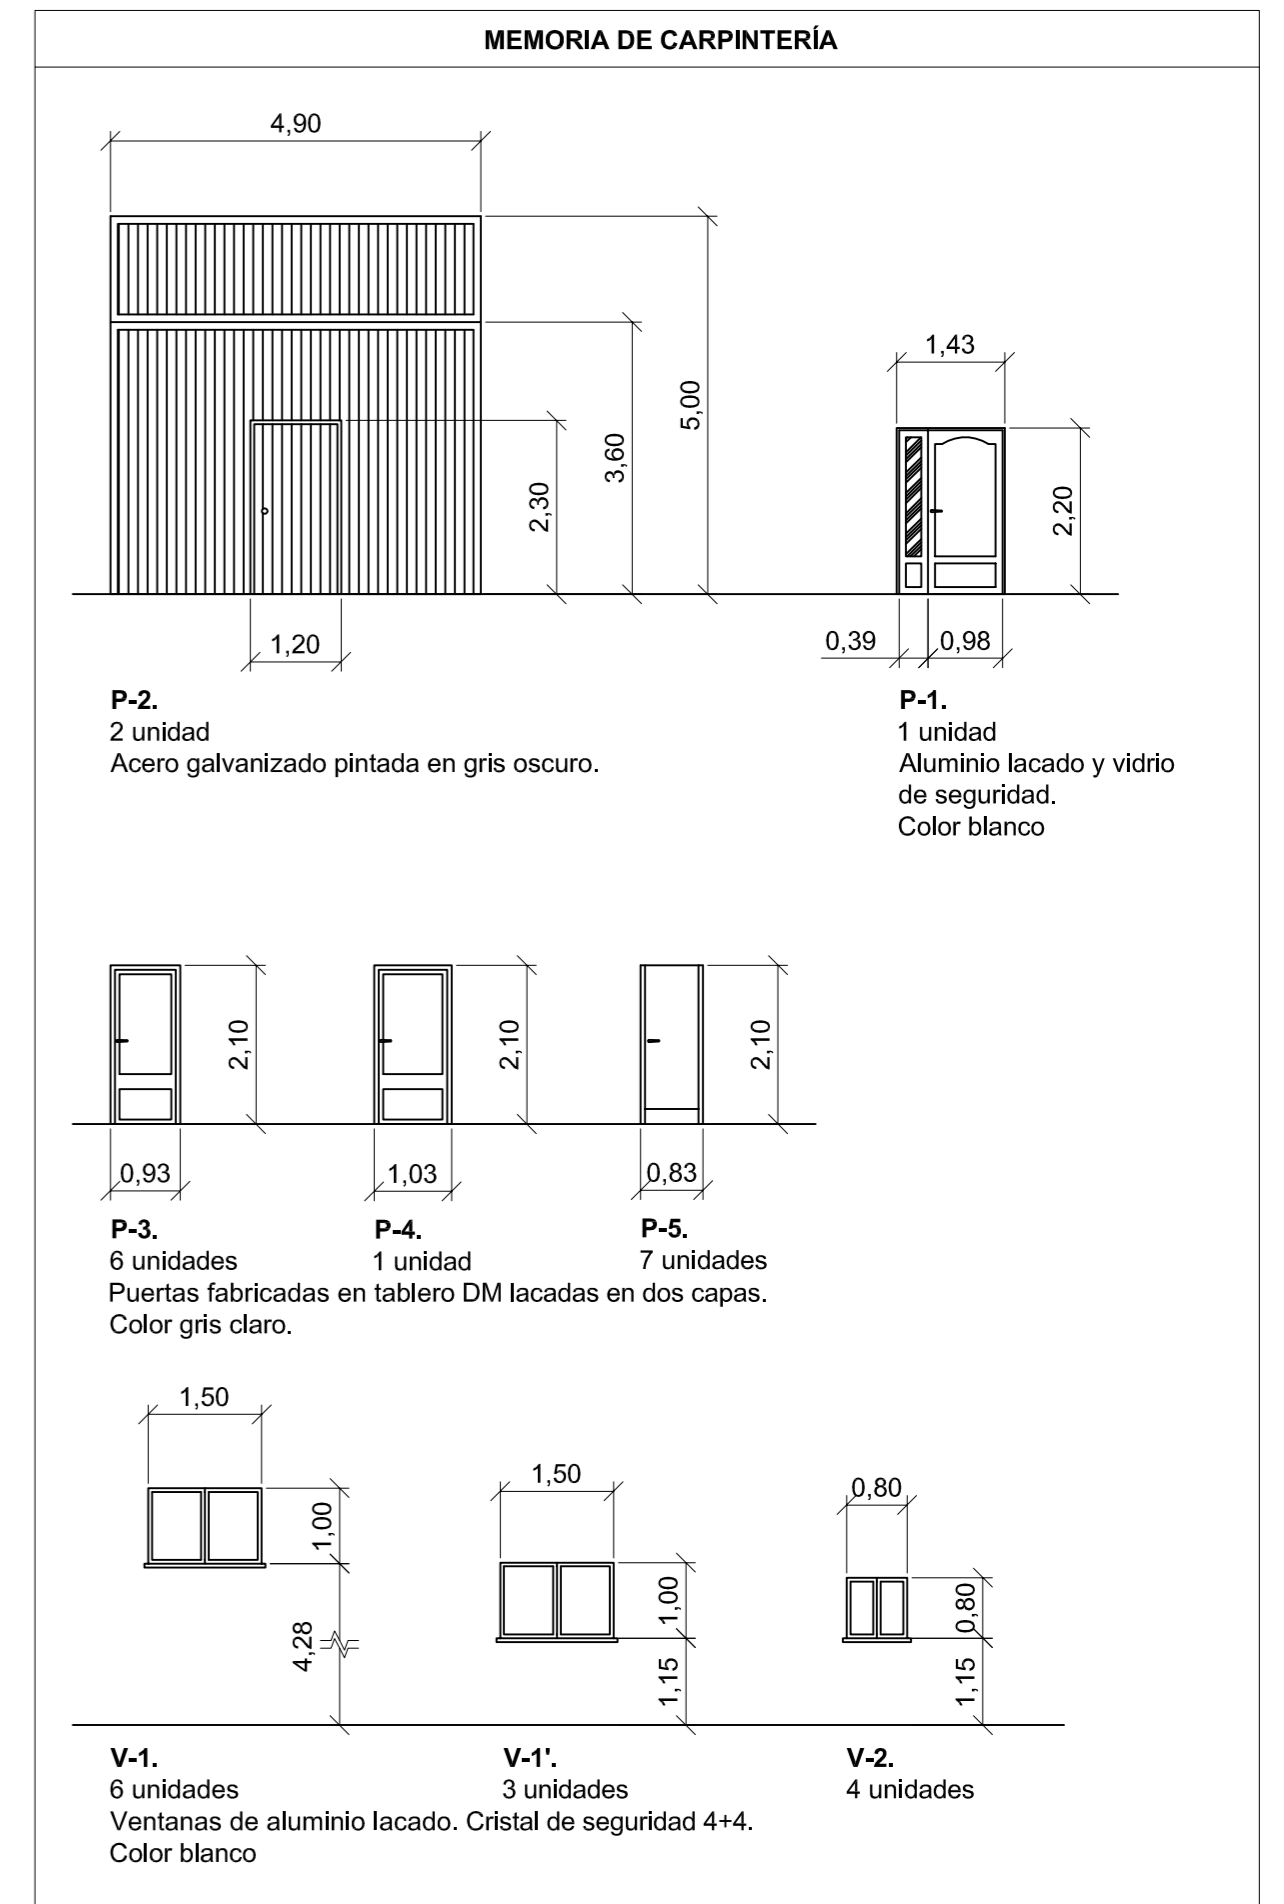 MEMORIA DE CARPINTERÍA
4,90
5,00
3,60
2,30
1,20
1,43
2,20
0,39
0,98
P-2.
2 unidad
Acero galvanizado pintada en gris oscuro.
P-1.
1 unidad
Aluminio lacado y vidrio
de seguridad.
Color blanco
2,10
2,10
2,10
0,93
1,03
0,83
P-3.
6 unidades
P-4.
1 unidad
P-5.
7 unidades
Puertas fabricadas en tablero DM lacadas en dos capas.
Color gris claro.
1,50
1,00
4,28
1,50
1,00
1,15
0,80
0,80
1,15
V-1.
6 unidades
V-1'.
3 unidades
V-2.
4 unidades
Ventanas de aluminio lacado. Cristal de seguridad 4+4.
Color blanco